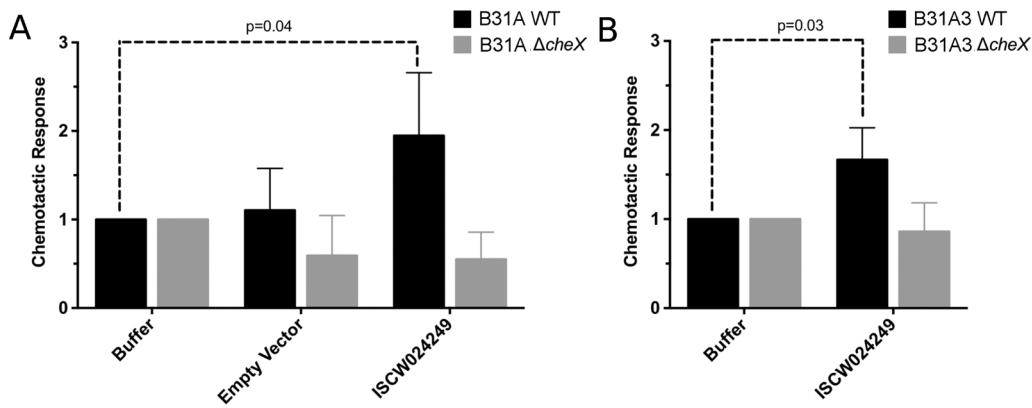 A
p=0.04
B31A WT
B31A ΔcheX
3
2
1
0
Chemotactic Response
Buffer
Empty Vector
ISCW024249
B
p=0.03
B31A3 WT
B31A3 ΔcheX
3
2
1
0
Chemotactic Response
Buffer
ISCW024249